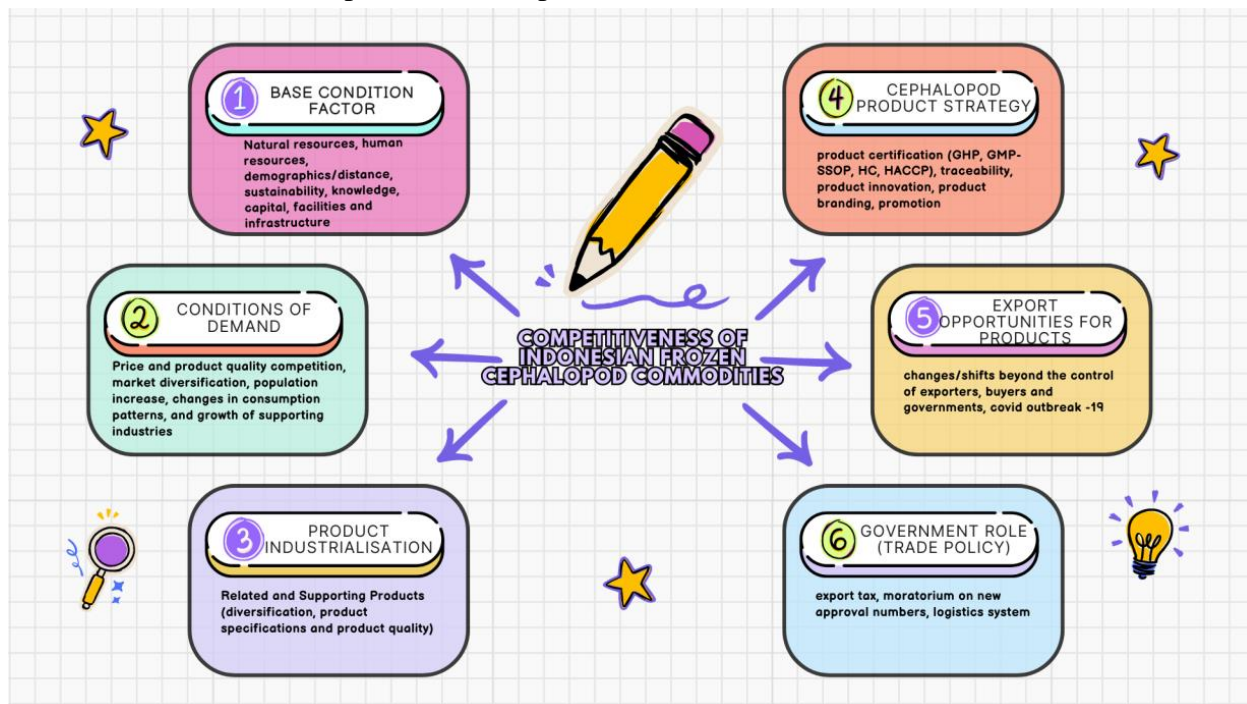 1
BASE CONDITION
FACTOR
Natural resources, human
resources,
demographics/distance,
sustainability, knowledge,
capital, facilities and
infrastructure
2
CONDITIONS OF
DEMAND
Price and product quality competition,
market diversification, population
increase, changes in consumption
patterns, and growth of supporting
industries
3
PRODUCT
INDUSTRIALISATION
Related and Supporting Products
(diversification, product
specifications and product quality)
COMPETITIVENESS OF
INDONESIAN FROZEN
CEPHALOPOD COMMODITIES
4
CEPHALOPOD
PRODUCT STRATEGY
product certification (GHP, GMP-
SSOP, HC, HACCP), traceability,
product innovation, product
branding, promotion
5
EXPORT
OPPORTUNITIES FOR
PRODUCTS
changes/shifts beyond the control
of exporters, buyers and
governments, covid outbreak -19
6
GOVERNMENT ROLE
(TRADE POLICY)
export tax, moratorium on new
approval numbers, logistics system